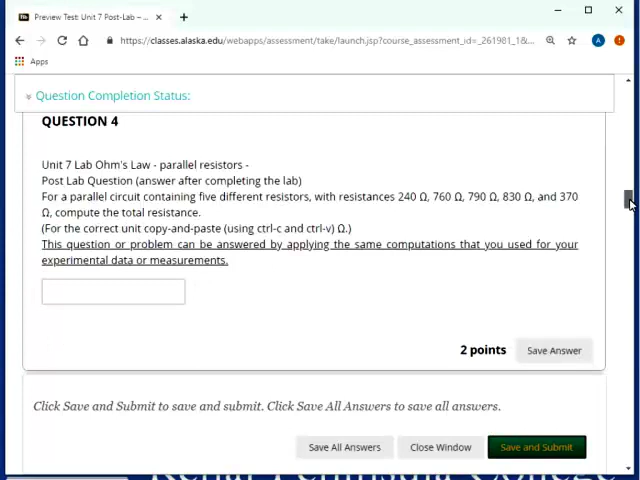 Preview Test: Unit 7 Post-Lab – ...
https://classes.alaska.edu/webapps/assessment/take/launch.jsp?course_assessment_id=_261981_1&...
A
Apps
Question Completion Status:
QUESTION 4
Unit 7 Lab Ohm's Law - parallel resistors -
Post Lab Question (answer after completing the lab)
For a parallel circuit containing five different resistors, with resistances 240 Ω, 760 Ω, 790 Ω, 830 Ω, and 370
Ω, compute the total resistance.
(For the correct unit copy-and-paste (using ctrl-c and ctrl-v) Ω.)
This question or problem can be answered by applying the same computations that you used for your
experimental data or measurements.
2 points
Save Answer
Click Save and Submit to save and submit. Click Save All Answers to save all answers.
Save All Answers
Close Window
Save and Submit
Kenai Peninsula College